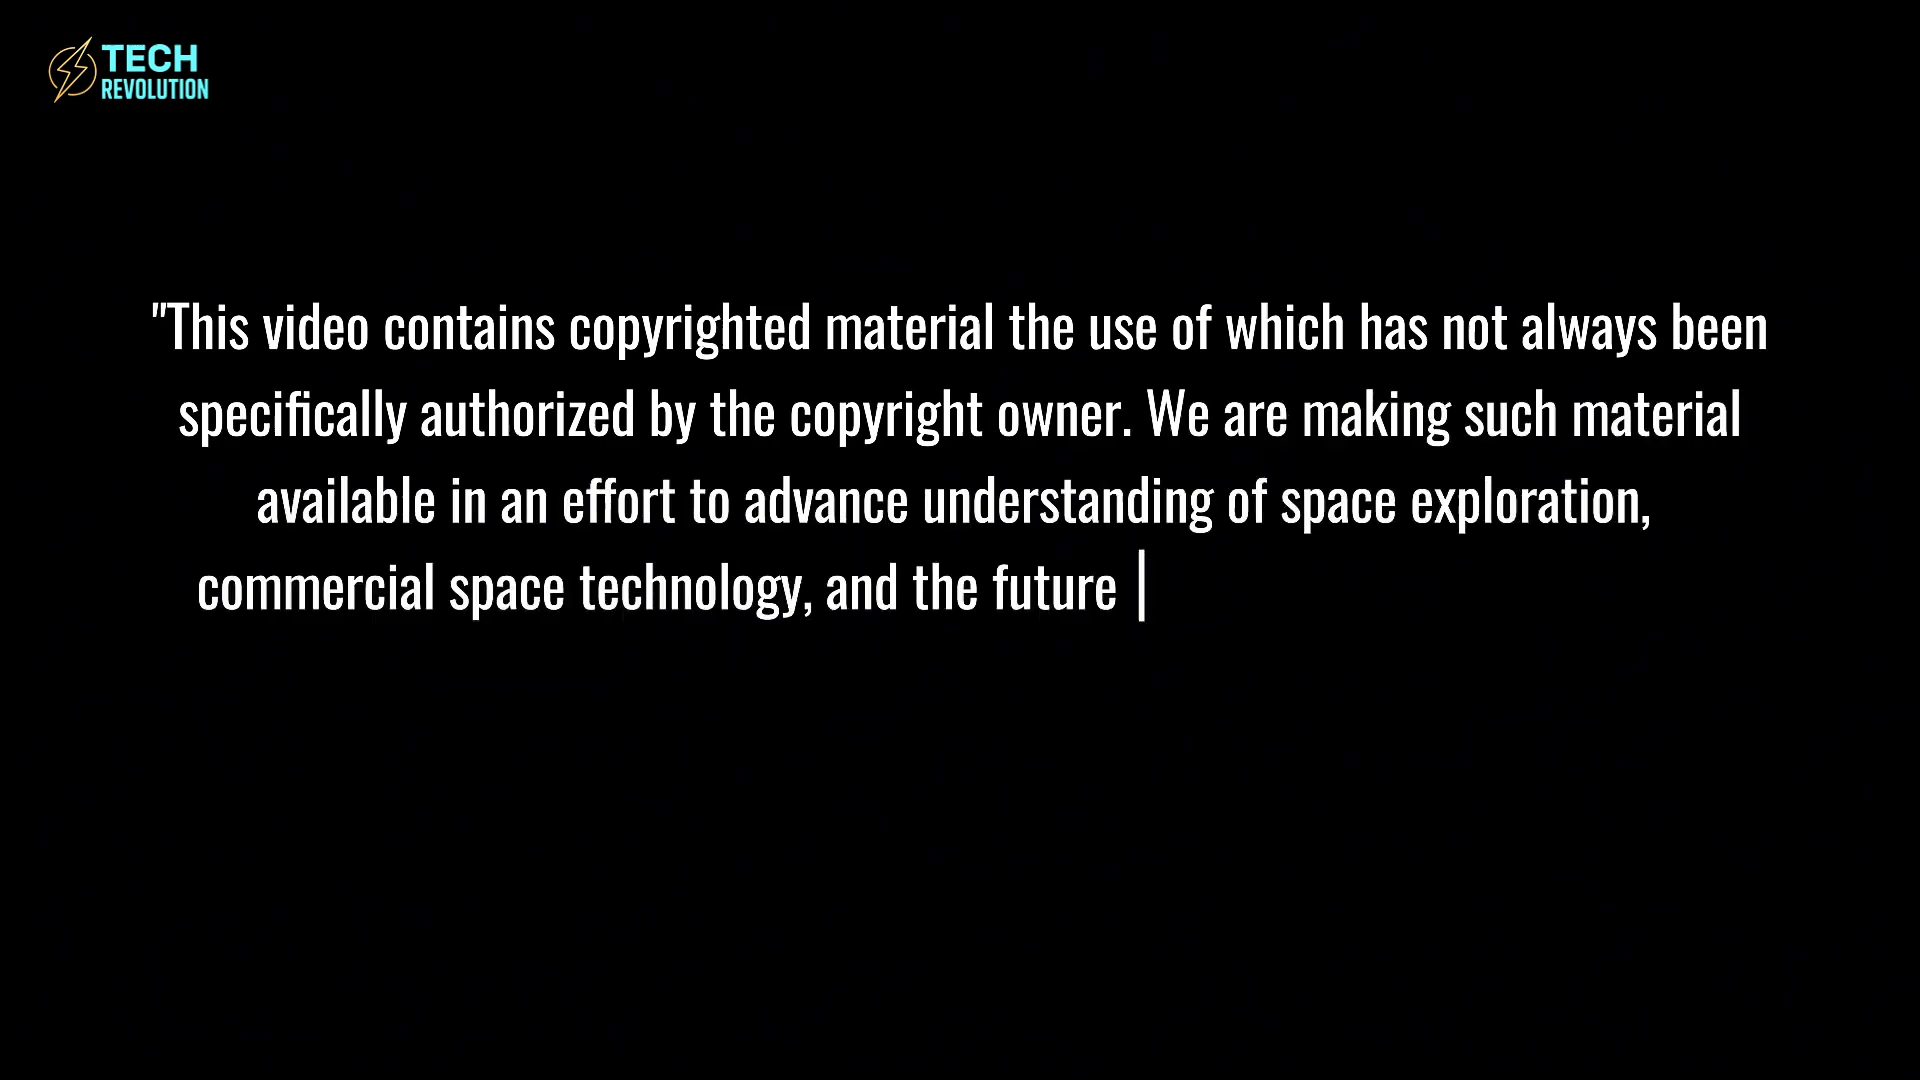 TECH
REVOLUTION
"This video contains copyrighted material the use of which has not always been
specifically authorized by the copyright owner. We are making such material
available in an effort to advance understanding of space exploration,
commercial space technology, and the future